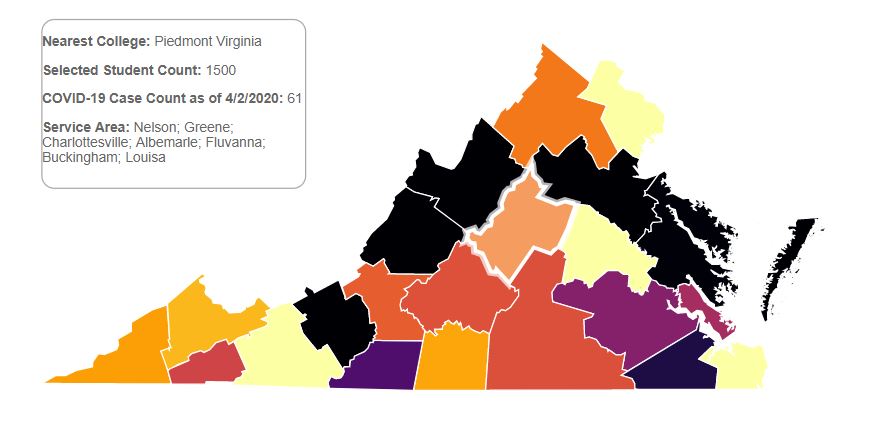 Nearest College: Piedmont Virginia
Selected Student Count: 1500
COVID-19 Case Count as of 4/2/2020: 61
Service Area: Nelson; Greene;
Charlottesville; Albemarle; Fluvanna;
Buckingham; Louisa